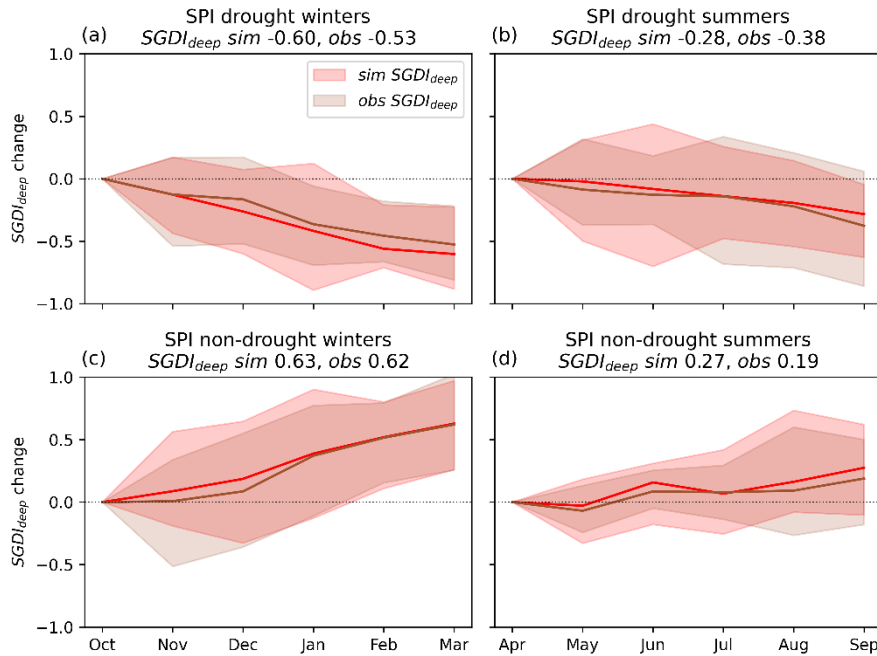 SPI drought winters
(a) SGDI_deep sim -0.60, obs -0.53
SPI drought summers
(b) SGDI_deep sim -0.28, obs -0.38
1.0
0.5
0.0
−0.5
−1.0
SGDI_deep change
sim SGDI_deep
obs SGDI_deep
SPI non-drought winters
(c) SGDI_deep sim 0.63, obs 0.62
SPI non-drought summers
(d) SGDI_deep sim 0.27, obs 0.19
1.0
0.5
0.0
−0.5
−1.0
SGDI_deep change
Oct Nov Dec Jan Feb Mar
Apr May Jun Jul Aug Sep